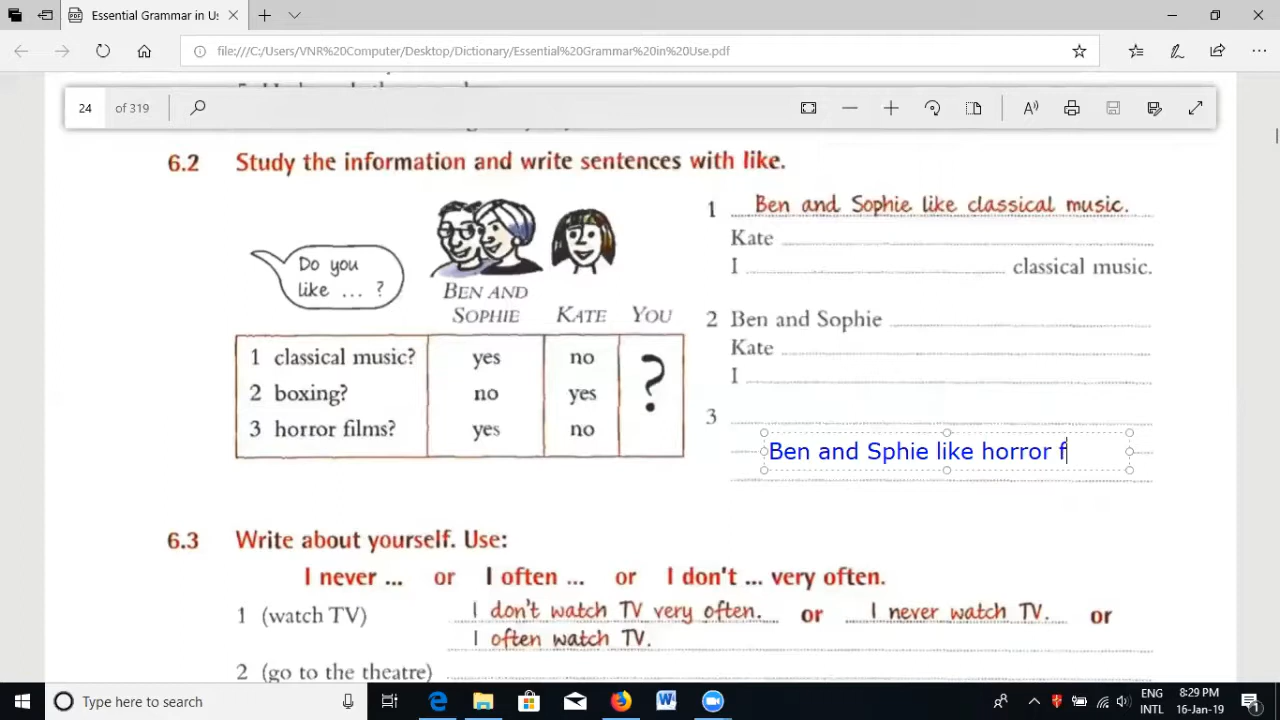 Essential Grammar in Us
file:///C:/Users/VNR%20Computer/Desktop/Dictionary/Essential%20Grammar%20in%20Use.pdf
24 of 319
6.2 Study the information and write sentences with like.
Do you
like ... ?
BEN AND
SOPHIE KATE YOU
1 classical music? yes no ?
2 boxing? no yes
3 horror films? yes no
1 Ben and Sophie like classical music.
Kate
I classical music.
2 Ben and Sophie
Kate
I
3
Ben and Sphie like horror f
6.3 Write about yourself. Use:
I never ... or I often ... or I don't ... very often.
1 (watch TV) I don't watch TV very often. or I never watch TV. or
I often watch TV.
2 (go to the theatre)
Type here to search
ENG 8:29 PM
INTL 16-Jan-19
1